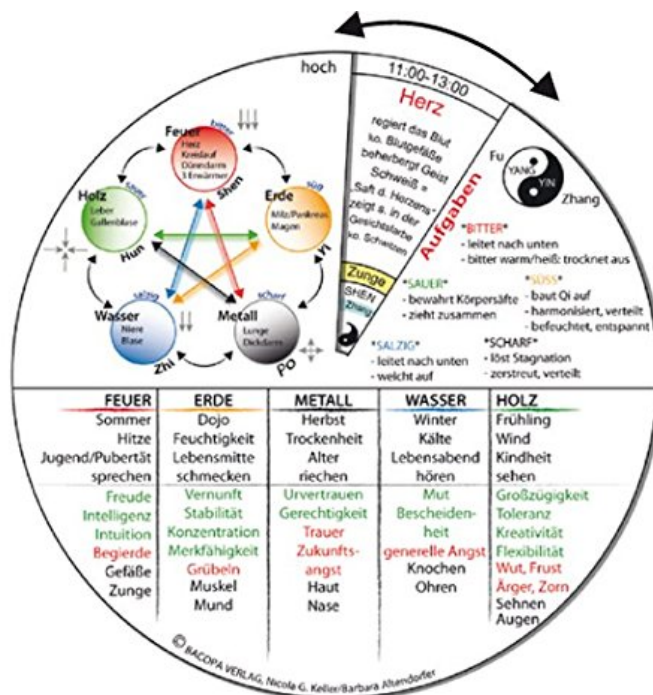 hoch
11:00-13:00
Herz
regiert das Blut
ko. Blutgefäße
beherbergt Geist
Schweiß =
„Saft d. Herzens"
zeigt s. in der
Gesichtsfarbe
ko. Schwitzen
Zunge
SHEN
Zhang
Aufgaben
Fu
YANG
YIN
Zhang
bitter
Feuer
Herz
Kreislauf
Dünndarm
3 Erwärmer
Shen
sauer
Holz
Leber
Gallenblase
Hun
süß
Erde
Milz/Pankreas
Magen
Yi
salzig
Wasser
Niere
Blase
Zhi
scharf
Metall
Lunge
Dickdarm
Po
*BITTER*
- leitet nach unten
- bitter warm/heiß: trocknet aus
*SAUER*
- bewahrt Körpersäfte
- zieht zusammen
*SÜSS*
- baut Qi auf
- harmonisiert, verteilt
- befeuchtet, entspannt
*SALZIG*
- leitet nach unten
- weicht auf
*SCHARF*
- löst Stagnation
- zerstreut, verteilt
FEUER
Sommer
Hitze
Jugend/Pubertät
sprechen
Freude
Intelligenz
Intuition
Begierde
Gefäße
Zunge
ERDE
Dojo
Feuchtigkeit
Lebensmitte
schmecken
Vernunft
Stabilität
Konzentration
Merkfähigkeit
Grübeln
Muskel
Mund
METALL
Herbst
Trockenheit
Alter
riechen
Urvertrauen
Gerechtigkeit
Trauer
Zukunfts-
angst
Haut
Nase
WASSER
Winter
Kälte
Lebensabend
hören
Mut
Bescheiden-
heit
generelle Angst
Knochen
Ohren
HOLZ
Frühling
Wind
Kindheit
sehen
Großzügigkeit
Toleranz
Kreativität
Flexibilität
Wut, Frust
Ärger, Zorn
Sehnen
Augen
© BACOPA VERLAG, Nicola G. Keller/Barbara Altendorfer